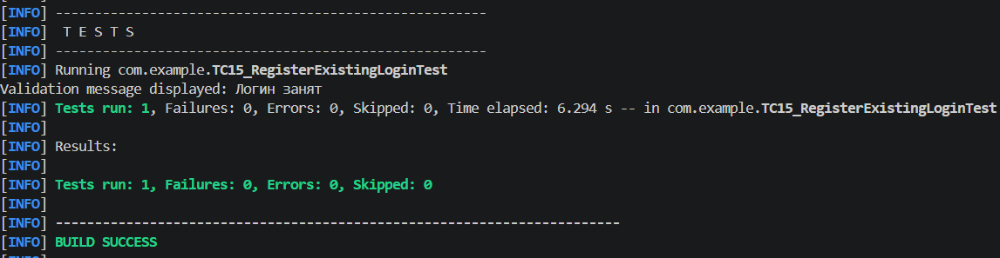 [INFO] -------------------------------------------------------
[INFO]  T E S T S
[INFO] -------------------------------------------------------
[INFO] Running com.example.TC15_RegisterExistingLoginTest
Validation message displayed: Логин занят
[INFO] Tests run: 1, Failures: 0, Errors: 0, Skipped: 0, Time elapsed: 6.294 s -- in com.example.TC15_RegisterExistingLoginTest
[INFO]
[INFO] Results:
[INFO]
[INFO] Tests run: 1, Failures: 0, Errors: 0, Skipped: 0
[INFO]
[INFO] ------------------------------------------------------------------------
[INFO] BUILD SUCCESS